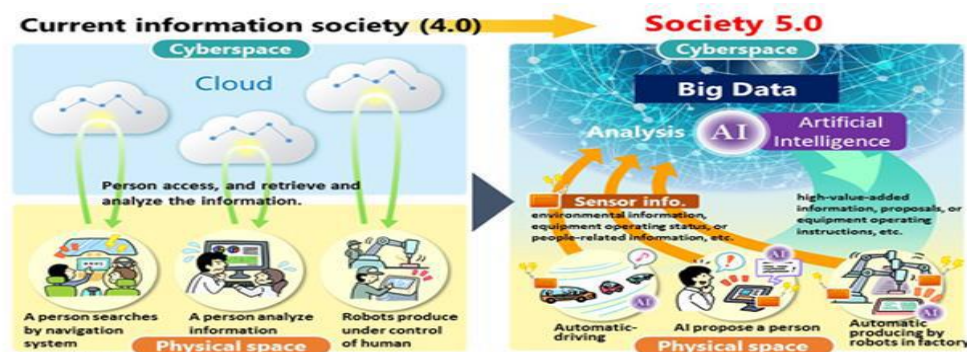 Current information society (4.0)
Society 5.0
Cyberspace
Cloud
Person access, and retrieve and
analyze the information.
A person searches
by navigation
system
A person analyze
information
Robots produce
under control
of human
Physical space
Cyberspace
Big Data
Analysis
AI
Artificial
Intelligence
Sensor info.
environmental information,
equipment operating status, or
people-related information, etc.
high-value-added
information, proposals, or
equipment operating
instructions, etc.
AI
AI
AI
Automatic-
driving
AI propose a person
Automatic
producing by
robots in factory
Physical space